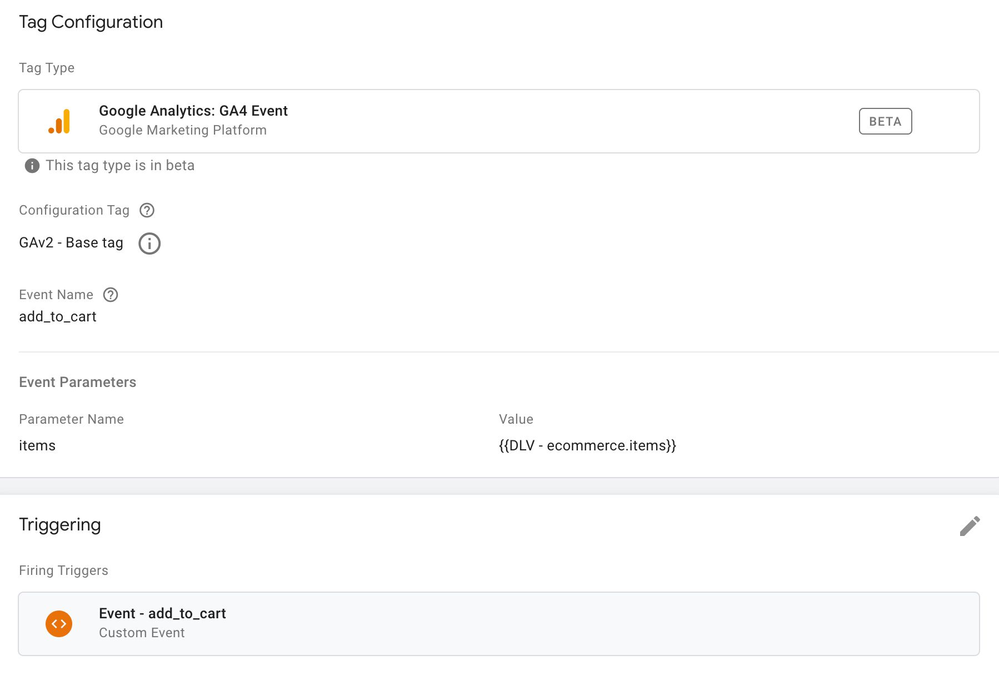 Tag Configuration
Tag Type
Google Analytics: GA4 Event
Google Marketing Platform
BETA
This tag type is in beta
Configuration Tag
GAv2 - Base tag
Event Name
add_to_cart
Event Parameters
Parameter Name
Value
items
{{DLV - ecommerce.items}}
Triggering
Firing Triggers
Event - add_to_cart
Custom Event